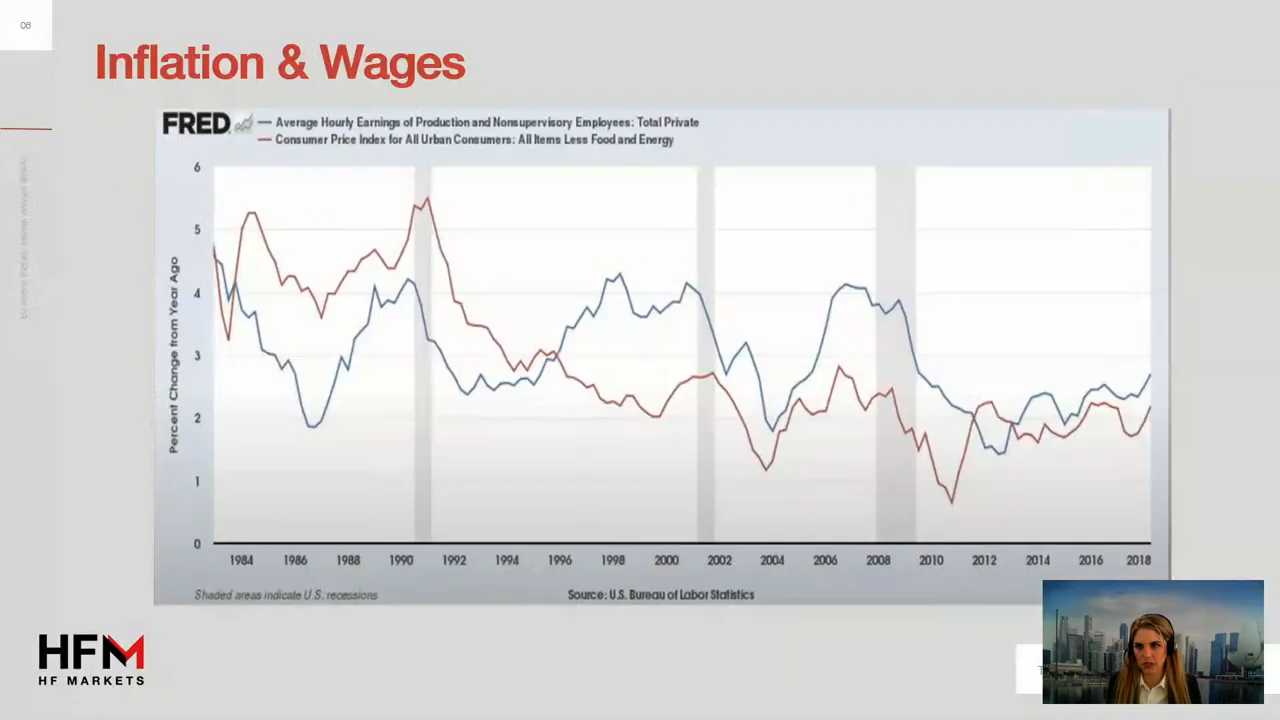 06
Inflation & Wages
FRED
Average Hourly Earnings of Production and Nonsupervisory Employees: Total Private
Consumer Price Index for All Urban Consumers: All Items Less Food and Energy
Percent Change from Year Ago
6
5
4
3
2
1
0
1984 1986 1988 1990 1992 1994 1996 1998 2000 2002 2004 2006 2008 2010 2012 2014 2016 2018
Shaded areas indicate U.S. recessions
Source: U.S. Bureau of Labor Statistics
HFM
HF MARKETS